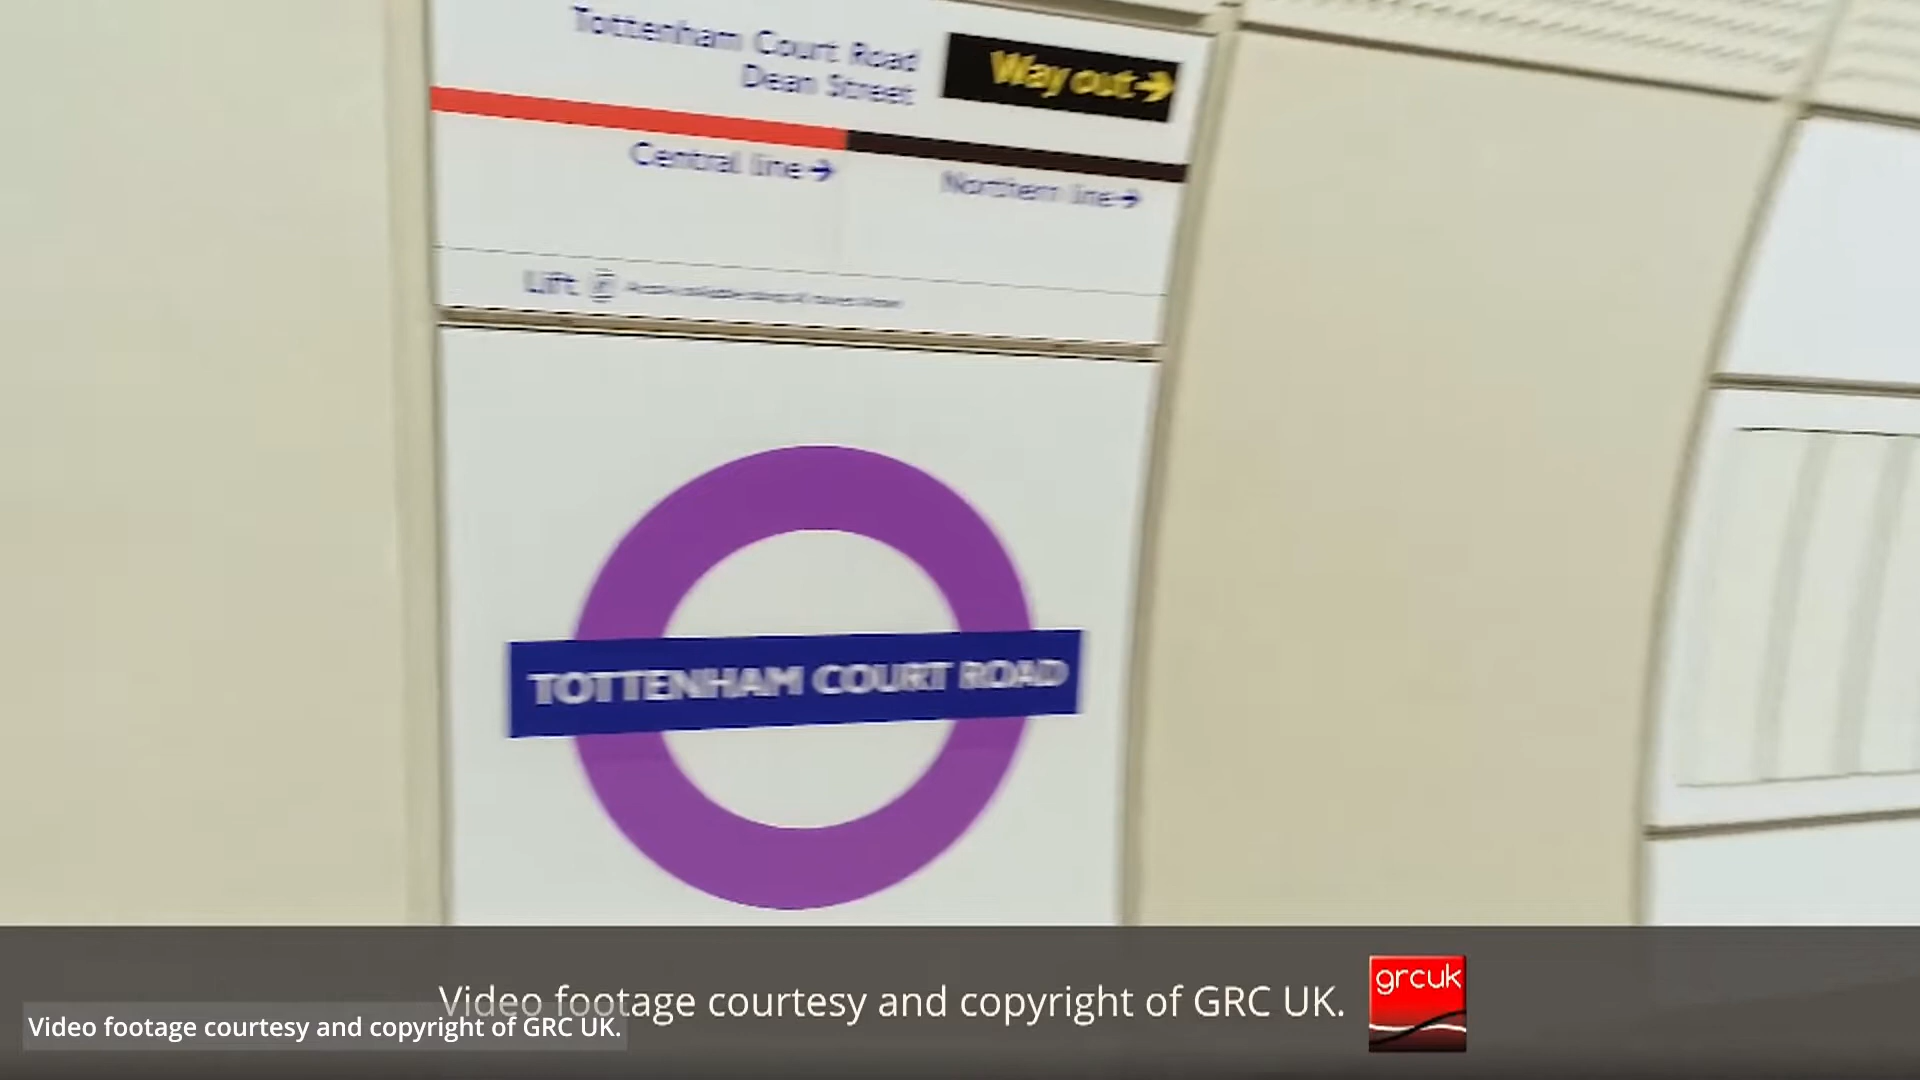 Tottenham Court Road
Dean Street
Way out →
Central line →
Northern line →
Lift
TOTTENHAM COURT ROAD
Video footage courtesy and copyright of GRC UK.
grcuk
Video footage courtesy and copyright of GRC UK.